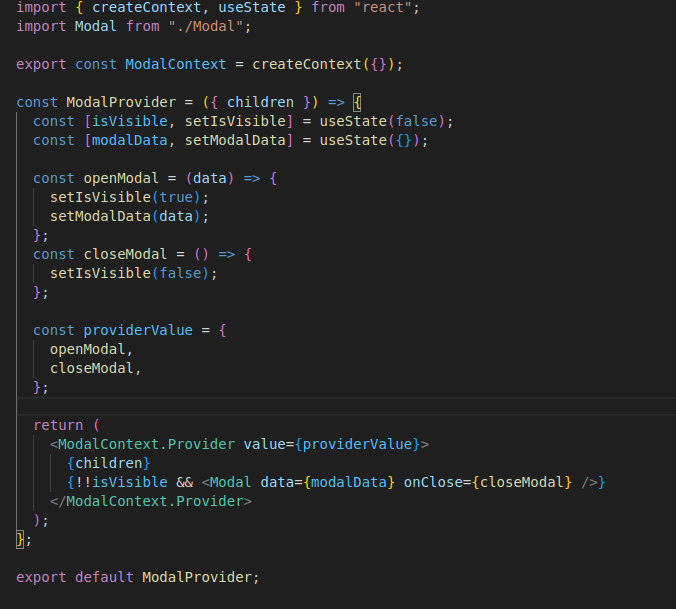 import { createContext, useState } from "react";
import Modal from "./Modal";
export const ModalContext = createContext({});
const ModalProvider = ({ children }) => {
const [isVisible, setIsVisible] = useState(false);
const [modalData, setModalData] = useState({});
const openModal = (data) => {
setIsVisible(true);
setModalData(data);
};
const closeModal = () => {
setIsVisible(false);
};
const providerValue = {
openModal,
closeModal,
};
return (
<ModalContext.Provider value={providerValue}>
{children}
{!!isVisible && <Modal data={modalData} onClose={closeModal} />}
</ModalContext.Provider>
);
};
export default ModalProvider;